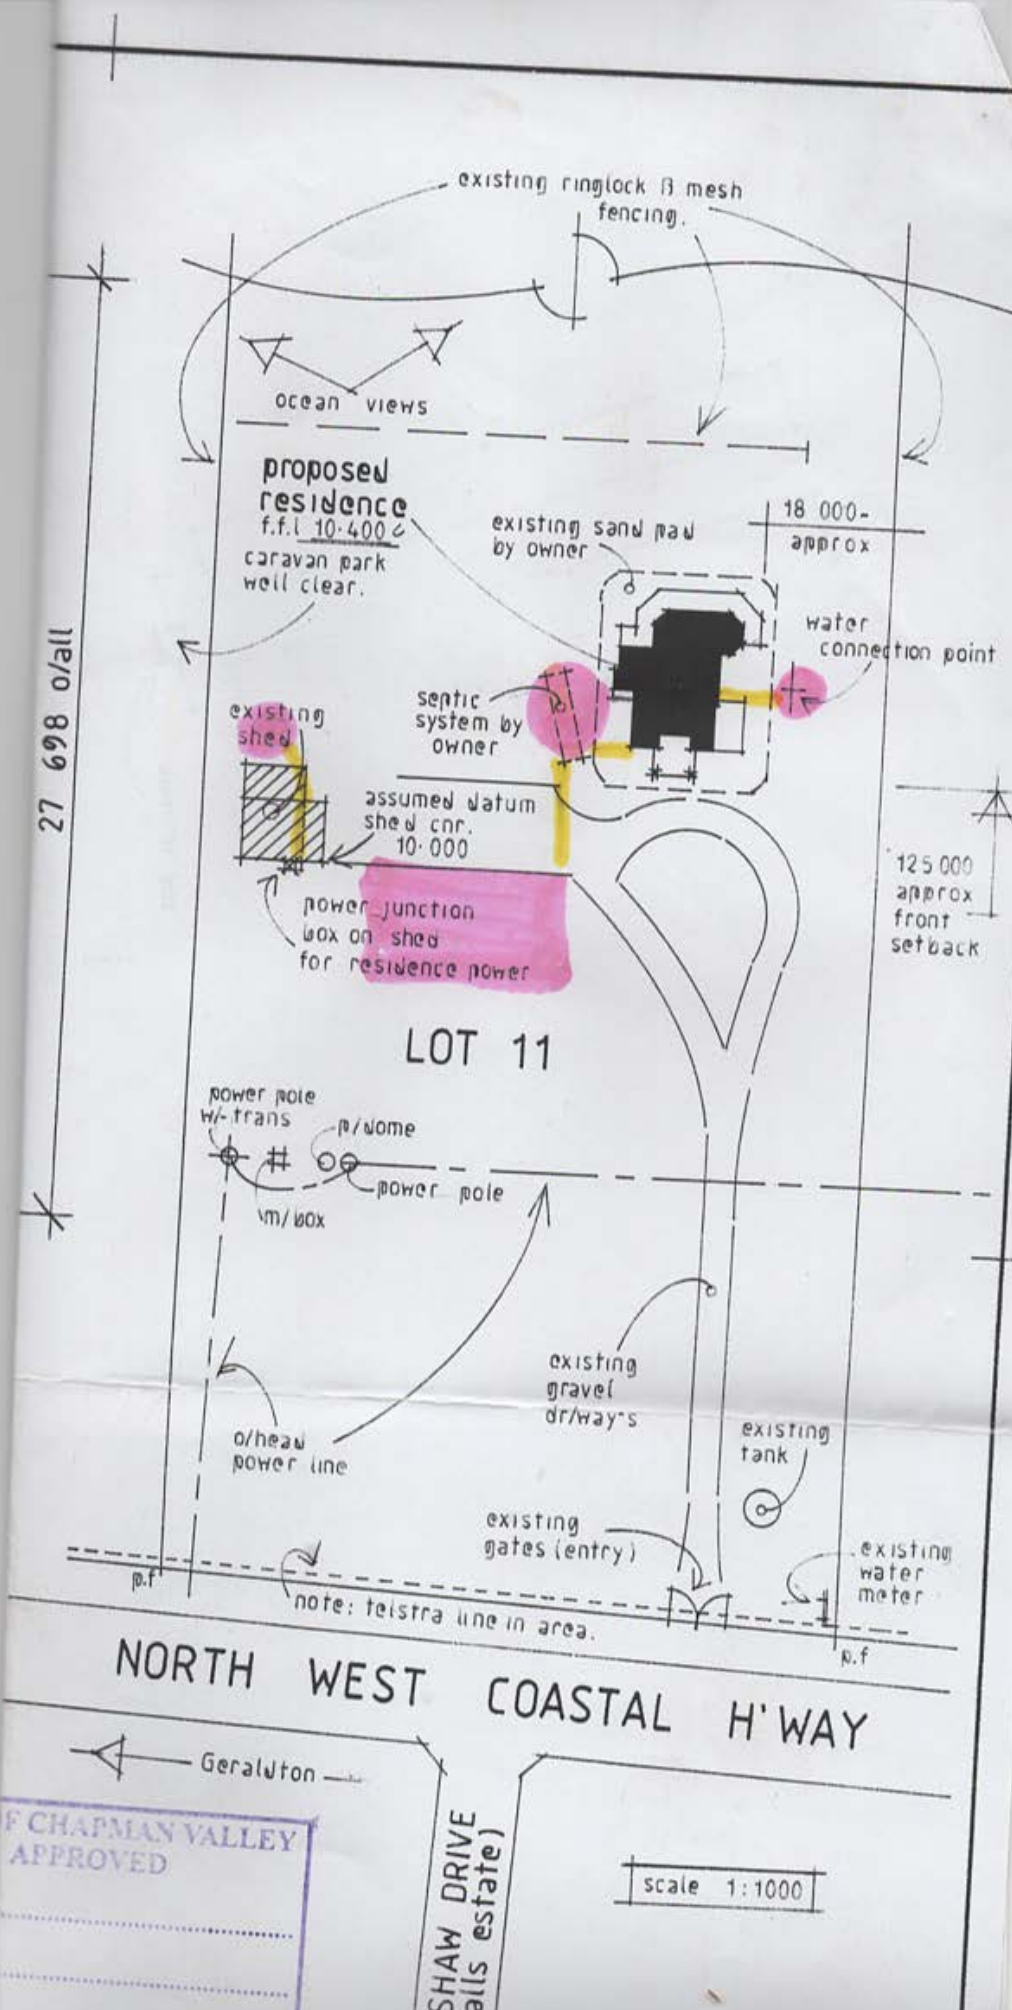 existing ringlock & mesh
fencing.
ocean views
proposed
residence
f.f.l 10·400
caravan park
well clear.
existing sand pad
by owner
18 000-
approx
water
connection point
septic
system by
owner
existing
shed
27 698 o/all
assumed datum
shed cnr.
10·000
125 000
approx
front
setback
power junction
box on shed
for residence power
LOT 11
power pole
w/- trans
p/dome
power pole
m/box
existing
gravel
dr/way's
o/head
power line
existing
tank
existing
gates (entry)
existing
water
meter
p.f
note: telstra line in area.
p.f
NORTH WEST COASTAL H'WAY
Geraldton
F CHAPMAN VALLEY
APPROVED
SHAW DRIVE
alls estate)
scale 1:1000